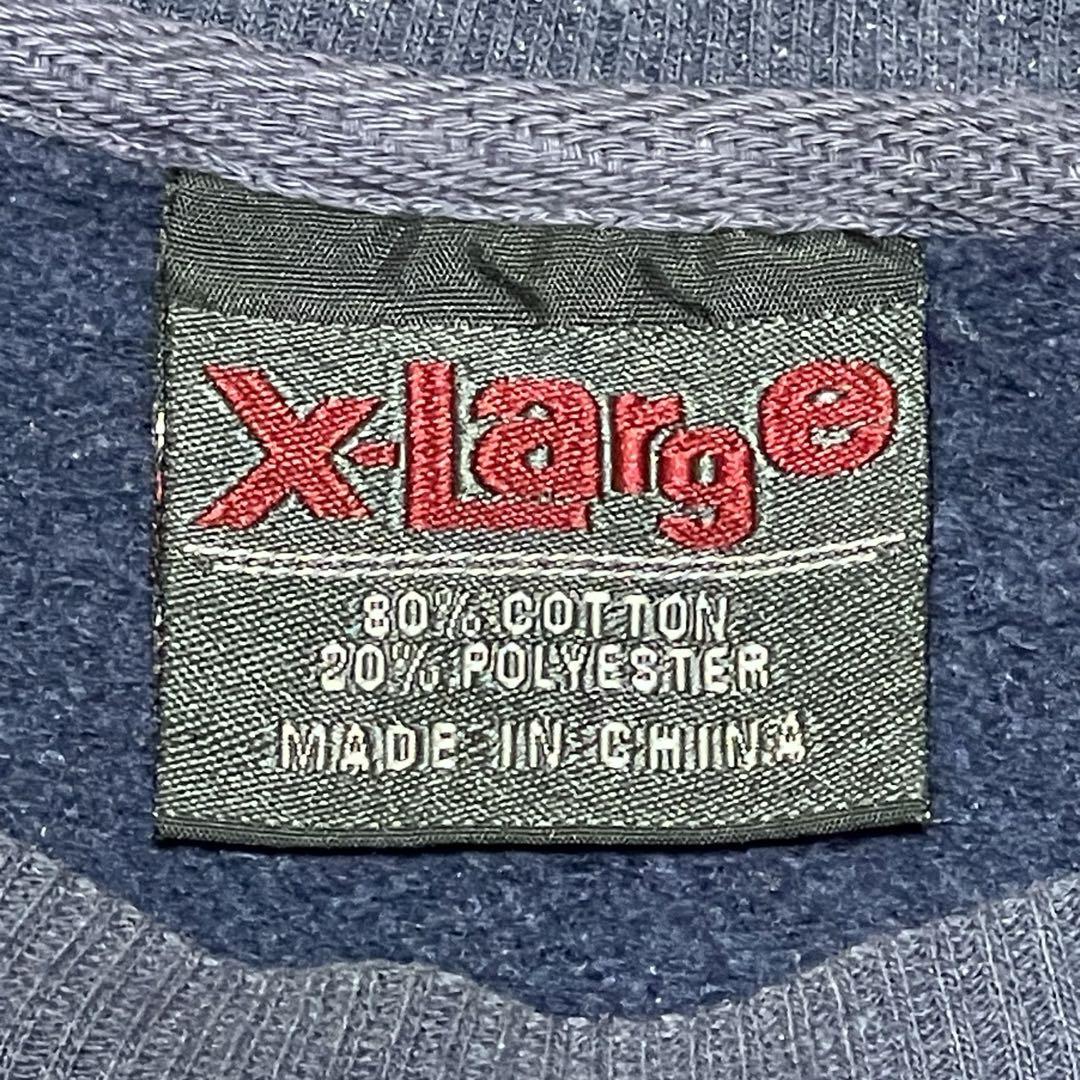 X-Large
80% COTTON
20% POLYESTER
MADE IN CHINA